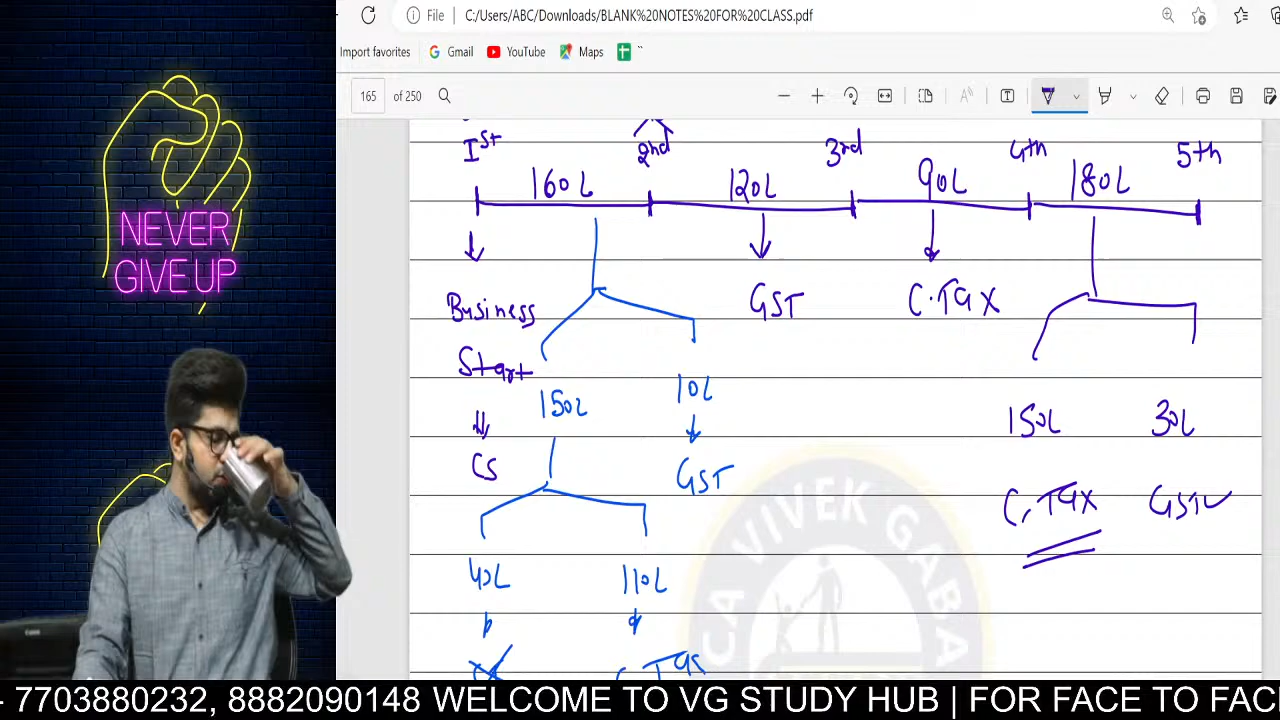 File C:/Users/ABC/Downloads/BLANK%20NOTES%20FOR%20CLASS.pdf
Import favorites Gmail YouTube Maps
165 of 250
Ist 2nd 3rd 4th 5th
160L 120L 90L 180L
Business GST C.TAX
Start
150L 10L 150L 30L
CS GST C.TAX GST
40L 110L
C.TAX
NEVER
GIVE UP
- 7703880232, 8882090148 WELCOME TO VG STUDY HUB | FOR FACE TO FAC